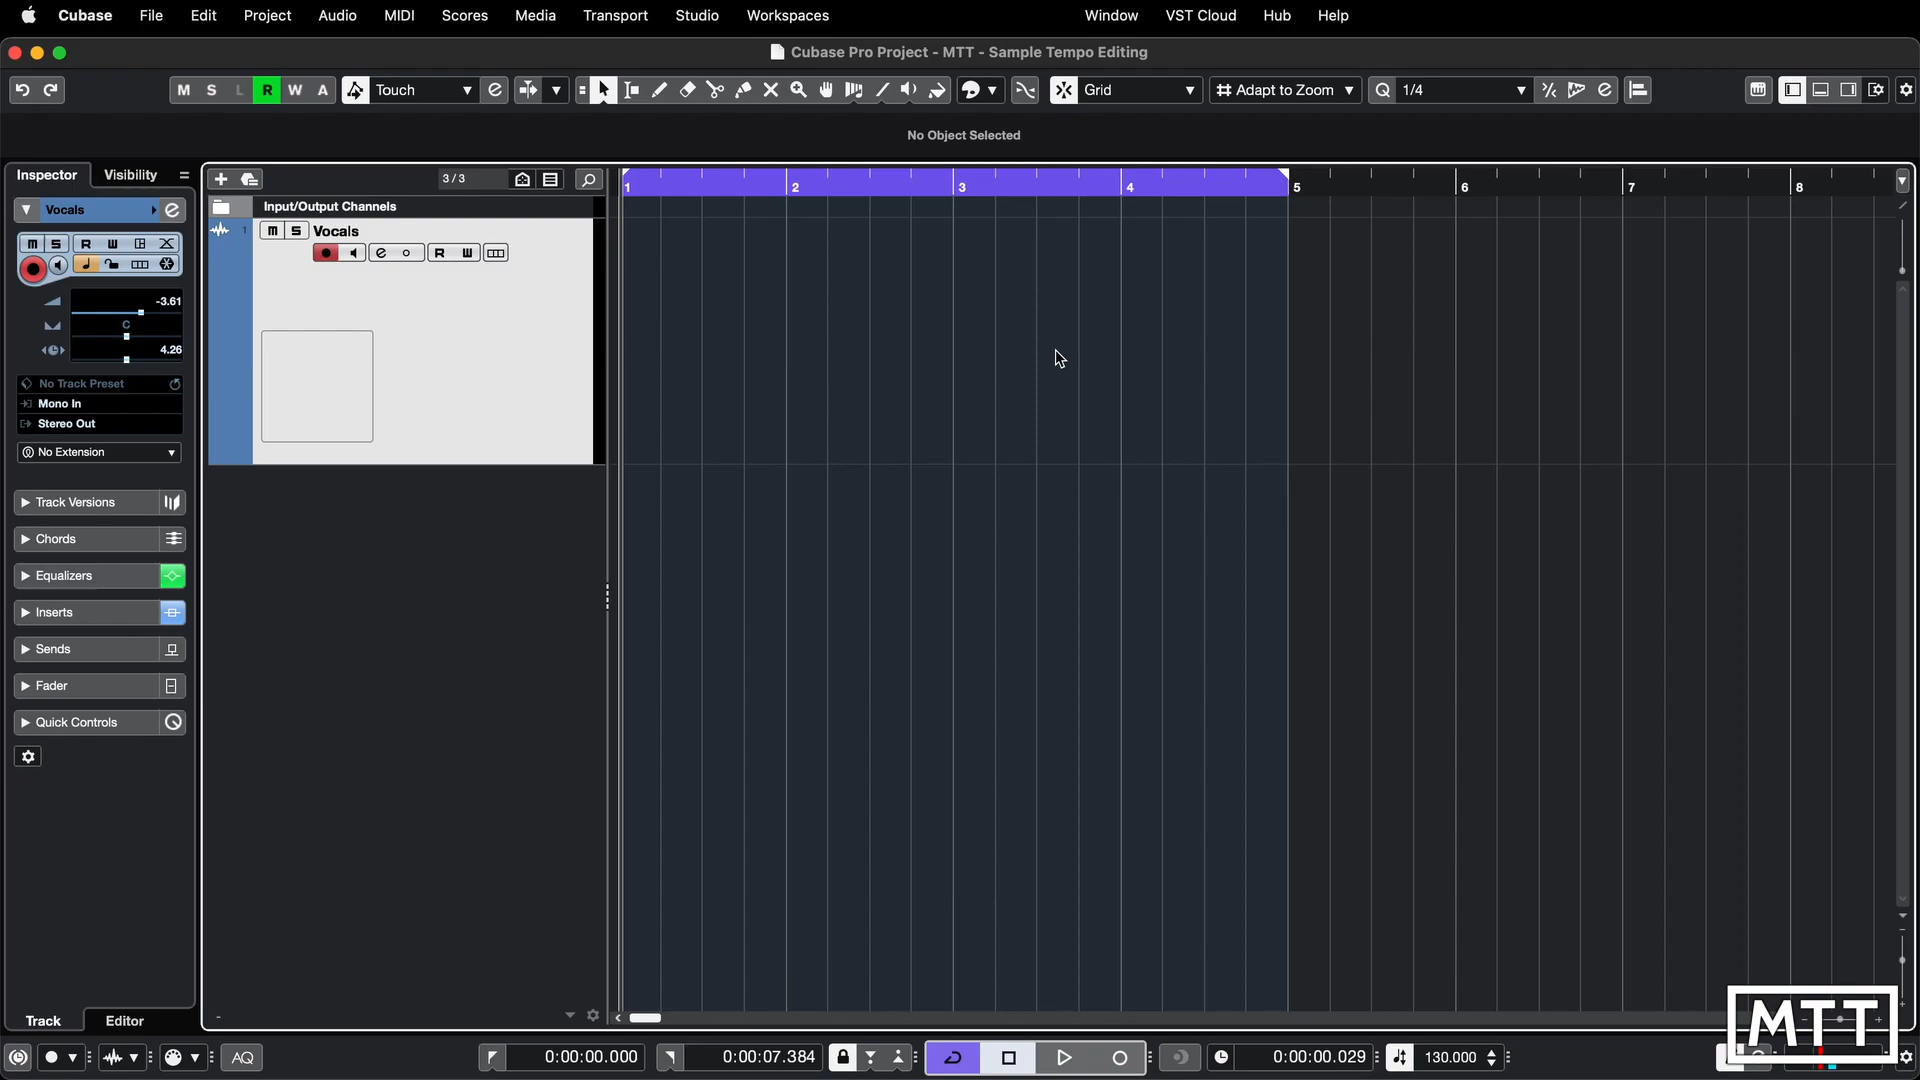 Cubase File Edit Project Audio MIDI Scores Media Transport Studio Workspaces Window VST Cloud Hub Help
Cubase Pro Project - MTT - Sample Tempo Editing
M S L R W A Touch Grid Adapt to Zoom Q 1/4
No Object Selected
Inspector Visibility
3 / 3
1 2 3 4 5 6 7 8
Vocals
Input/Output Channels
1 m S Vocals
R W
m S R W
-3.61
C
4.26
No Track Preset
Mono In
Stereo Out
No Extension
Track Versions
Chords
Equalizers
Inserts
Sends
Fader
Quick Controls
Track Editor
MTT
AQ 0:00:00.000 0:00:07.384 0:00:00.029 130.000